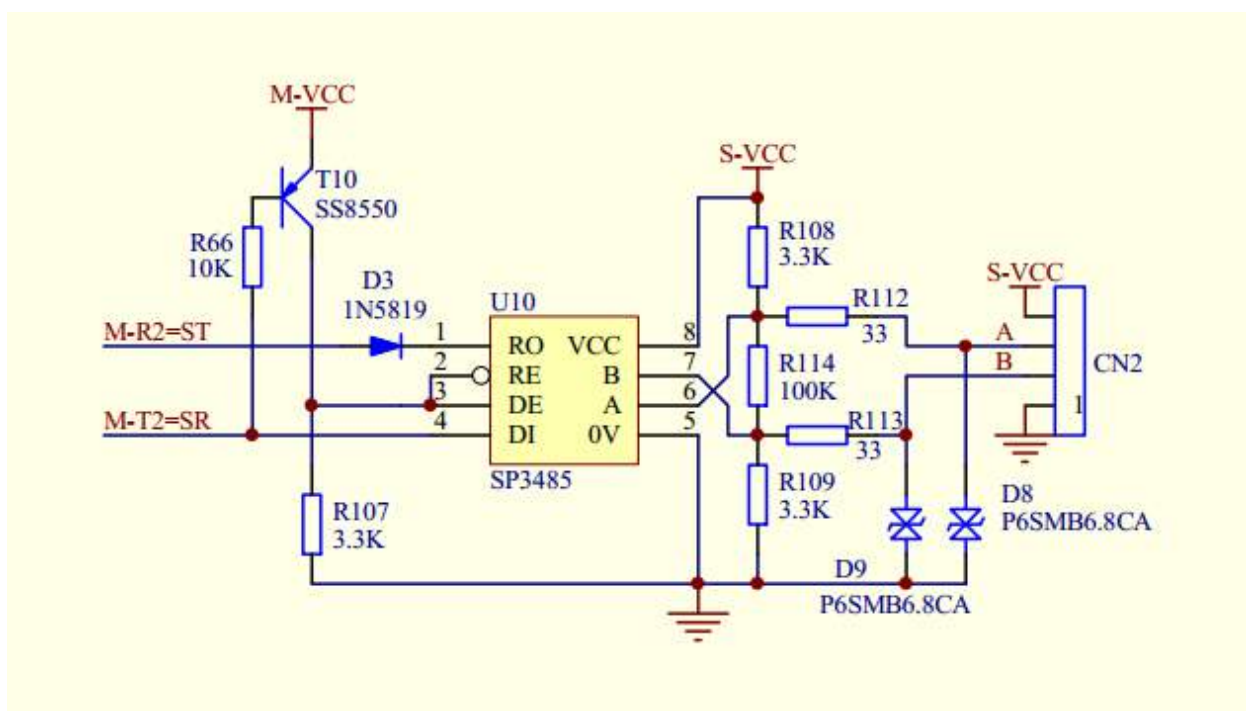 M-VCC
T10
SS8550
R66
10K
D3
1N5819
M-R2=ST
M-T2=SR
U10
1
2
3
4
RO
RE
DE
DI
VCC
B
A
0V
8
7
6
5
SP3485
R107
3.3K
S-VCC
R108
3.3K
R114
100K
R109
3.3K
R112
33
R113
33
S-VCC
A
B
CN2
1
D8
P6SMB6.8CA
D9
P6SMB6.8CA